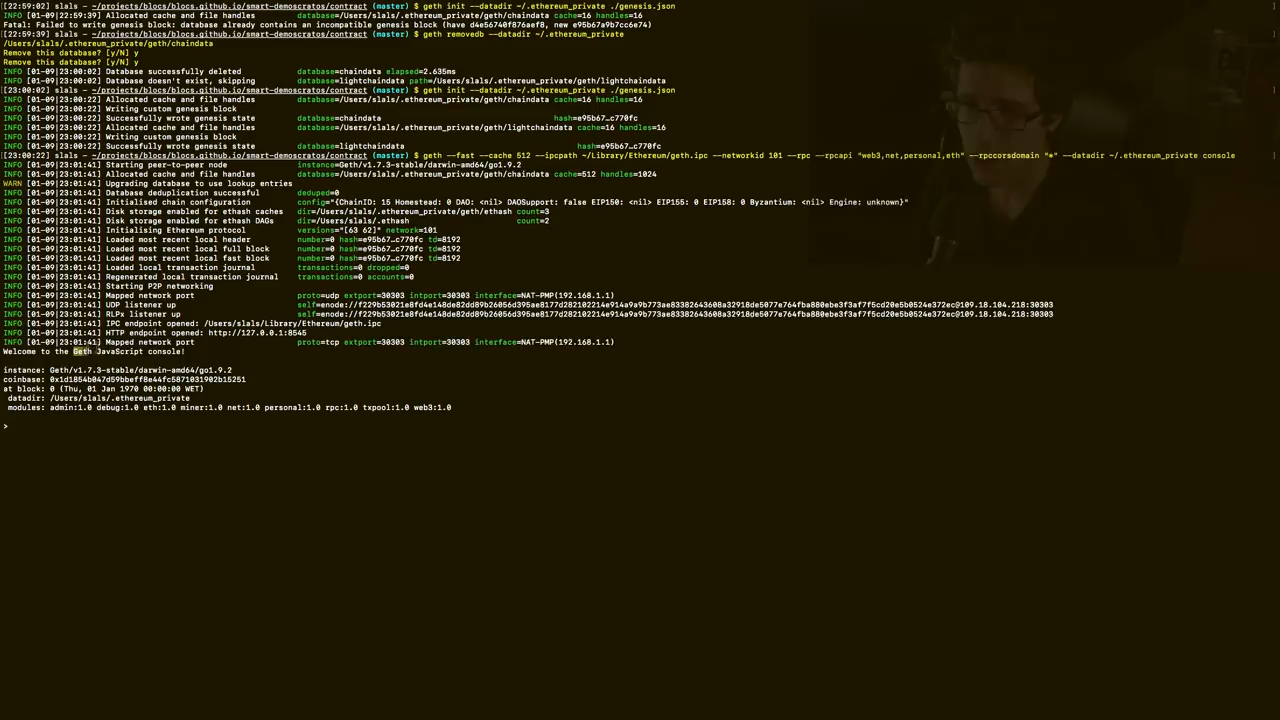 [22:59:02] slals – ~/projects/blocs/blocs.github.io/smart-demoscratos/contract (master) $ geth init --datadir ~/.ethereum_private ./genesis.json
INFO [01-09|22:59:39] Allocated cache and file handles database=/Users/slals/.ethereum_private/geth/chaindata cache=16 handles=16
Fatal: Failed to write genesis block: database already contains an incompatible genesis block (have d4e56740f876aef8, new e95b67a9b7cc6e74)
[22:59:39] slals – ~/projects/blocs/blocs.github.io/smart-demoscratos/contract (master) $ geth removedb --datadir ~/.ethereum_private
/Users/slals/.ethereum_private/geth/chaindata
Remove this database? [y/N] y
Remove this database? [y/N] y
INFO [01-09|23:00:02] Database successfully deleted database=chaindata elapsed=2.635ms
INFO [01-09|23:00:02] Database doesn't exist, skipping database=lightchaindata path=/Users/slals/.ethereum_private/geth/lightchaindata
[23:00:02] slals – ~/projects/blocs/blocs.github.io/smart-demoscratos/contract (master) $ geth init --datadir ~/.ethereum_private ./genesis.json
INFO [01-09|23:00:22] Allocated cache and file handles database=/Users/slals/.ethereum_private/geth/chaindata cache=16 handles=16
INFO [01-09|23:00:22] Writing custom genesis block
INFO [01-09|23:00:22] Successfully wrote genesis state database=chaindata hash=e95b67…c770fc
INFO [01-09|23:00:22] Allocated cache and file handles database=/Users/slals/.ethereum_private/geth/lightchaindata cache=16 handles=16
INFO [01-09|23:00:22] Writing custom genesis block
INFO [01-09|23:00:22] Successfully wrote genesis state database=lightchaindata hash=e95b67…c770fc
[23:00:22] slals – ~/projects/blocs/blocs.github.io/smart-demoscratos/contract (master) $ geth --fast --cache 512 --ipcpath ~/Library/Ethereum/geth.ipc --networkid 101 --rpc --rpcapi "web3,net,personal,eth" --rpccorsdomain "*" --datadir ~/.ethereum_private console
INFO [01-09|23:01:41] Starting peer-to-peer node instance=Geth/v1.7.3-stable/darwin-amd64/go1.9.2
INFO [01-09|23:01:41] Allocated cache and file handles database=/Users/slals/.ethereum_private/geth/chaindata cache=512 handles=1024
WARN [01-09|23:01:41] Upgrading database to use lookup entries
INFO [01-09|23:01:41] Database deduplication successful deduped=0
INFO [01-09|23:01:41] Initialised chain configuration config="{ChainID: 15 Homestead: 0 DAO: <nil> DAOSupport: false EIP150: <nil> EIP155: 0 EIP158: 0 Byzantium: <nil> Engine: unknown}"
INFO [01-09|23:01:41] Disk storage enabled for ethash caches dir=/Users/slals/.ethereum_private/geth/ethash count=3
INFO [01-09|23:01:41] Disk storage enabled for ethash DAGs dir=/Users/slals/.ethash count=2
INFO [01-09|23:01:41] Initialising Ethereum protocol versions="[63 62]" network=101
INFO [01-09|23:01:41] Loaded most recent local header number=0 hash=e95b67…c770fc td=8192
INFO [01-09|23:01:41] Loaded most recent local full block number=0 hash=e95b67…c770fc td=8192
INFO [01-09|23:01:41] Loaded most recent local fast block number=0 hash=e95b67…c770fc td=8192
INFO [01-09|23:01:41] Loaded local transaction journal transactions=0 dropped=0
INFO [01-09|23:01:41] Regenerated local transaction journal transactions=0 accounts=0
INFO [01-09|23:01:41] Starting P2P networking
INFO [01-09|23:01:41] Mapped network port proto=udp extport=30303 intport=30303 interface=NAT-PMP(192.168.1.1)
INFO [01-09|23:01:41] UDP listener up
INFO [01-09|23:01:41] RLPx listener up
INFO [01-09|23:01:41] IPC endpoint opened: /Users/slals/Library/Ethereum/geth.ipc
INFO [01-09|23:01:41] HTTP endpoint opened: http://127.0.0.1:8545
INFO [01-09|23:01:41] Mapped network port proto=tcp extport=30303 intport=30303 interface=NAT-PMP(192.168.1.1)
Welcome to the Geth JavaScript console!
instance: Geth/v1.7.3-stable/darwin-amd64/go1.9.2
coinbase: 0x1d1854b047d59bbeff8e44fc5871031902b15251
at block: 0 (Thu, 01 Jan 1970 00:00:00 WET)
datadir: /Users/slals/.ethereum_private
modules: admin:1.0 debug:1.0 eth:1.0 miner:1.0 net:1.0 personal:1.0 rpc:1.0 txpool:1.0 web3:1.0
>